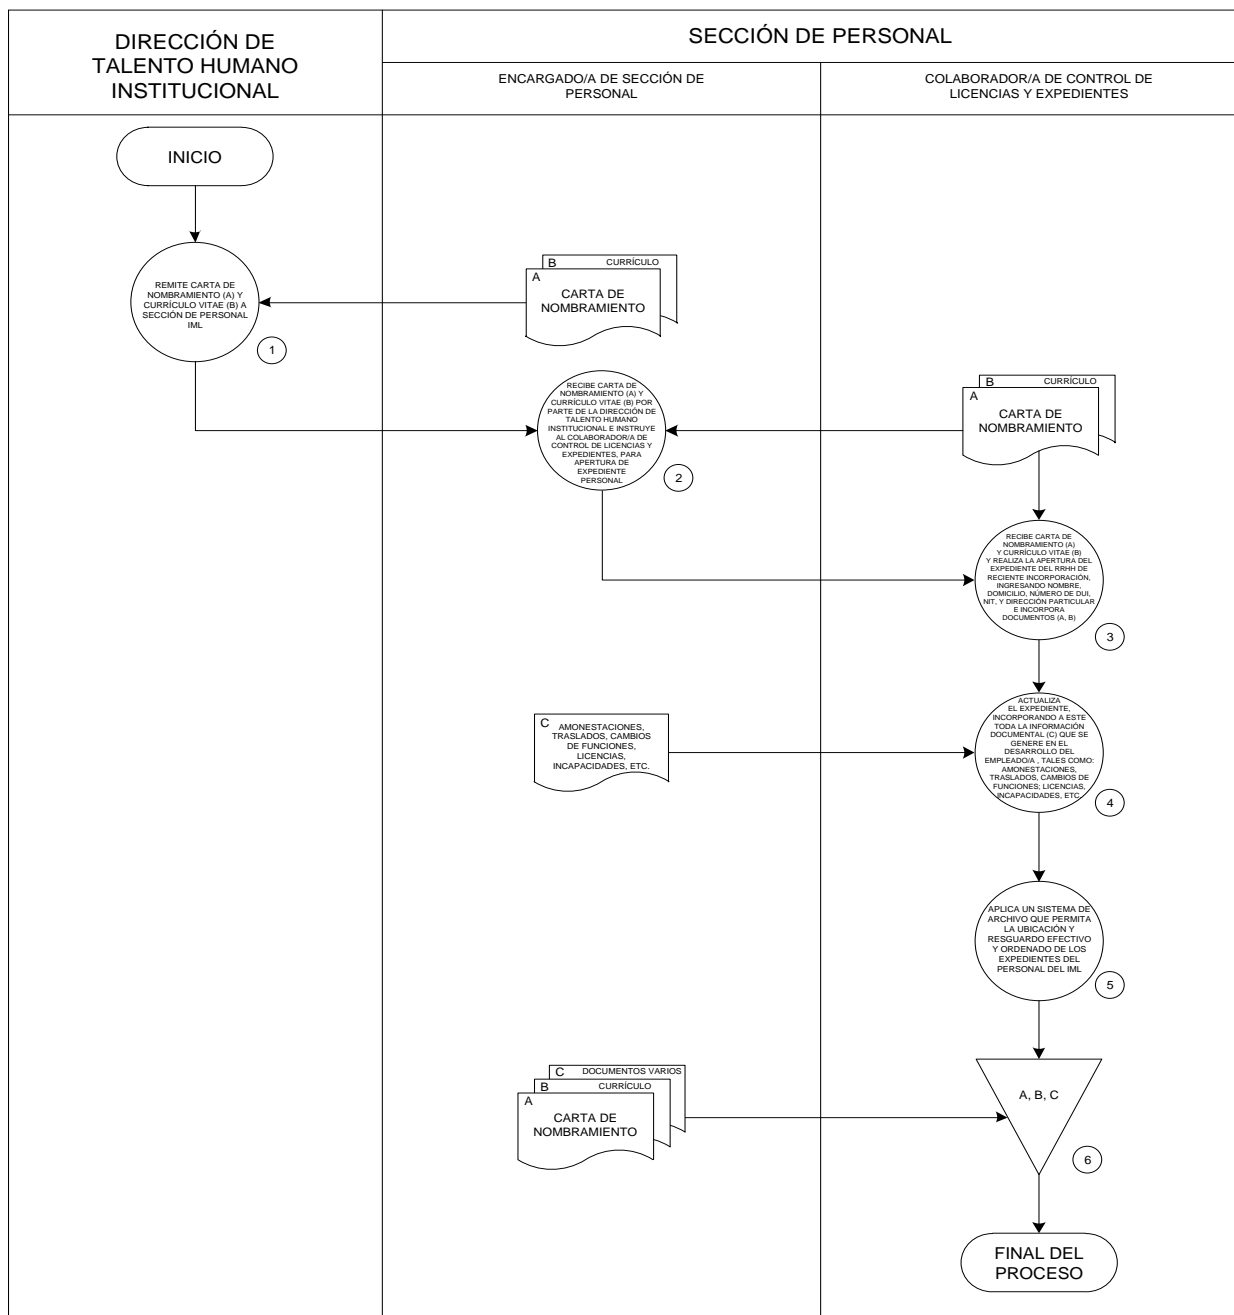 DIRECCIÓN DE
TALENTO HUMANO
INSTITUCIONAL
SECCIÓN DE PERSONAL
ENCARGADO/A DE SECCIÓN DE
PERSONAL
COLABORADOR/A DE CONTROL DE
LICENCIAS Y EXPEDIENTES
INICIO
REMITE CARTA DE
NOMBRAMIENTO (A) Y
CURRÍCULO VITAE (B) A
SECCIÓN DE PERSONAL
IML
1
B CURRÍCULO
A
CARTA DE
NOMBRAMIENTO
RECIBE CARTA DE
NOMBRAMIENTO (A) Y
CURRÍCULO VITAE (B) POR
PARTE DE LA DIRECCIÓN DE
TALENTO HUMANO
INSTITUCIONAL E INSTRUYE
AL COLABORADOR/A DE
CONTROL DE LICENCIAS Y
EXPEDIENTES, PARA
APERTURA DE
EXPEDIENTE
PERSONAL
2
B CURRÍCULO
A
CARTA DE
NOMBRAMIENTO
RECIBE CARTA DE
NOMBRAMIENTO (A)
Y CURRÍCULO VITAE (B)
Y REALIZA LA APERTURA DEL
EXPEDIENTE DEL RRHH DE
RECIENTE INCORPORACIÓN,
INGRESANDO NOMBRE,
DOMICILIO, NÚMERO DE DUI,
NIT, Y DIRECCIÓN PARTICULAR
E INCORPORA
DOCUMENTOS (A, B)
3
C AMONESTACIONES,
TRASLADOS, CAMBIOS
DE FUNCIONES,
LICENCIAS,
INCAPACIDADES, ETC.
ACTUALIZA
EL EXPEDIENTE,
INCORPORANDO A ESTE
TODA LA INFORMACIÓN
DOCUMENTAL (C) QUE SE
GENERE EN EL
DESARROLLO DEL
EMPLEADO/A , TALES COMO:
AMONESTACIONES,
TRASLADOS, CAMBIOS DE
FUNCIONES; LICENCIAS,
INCAPACIDADES, ETC.
4
APLICA UN SISTEMA DE
ARCHIVO QUE PERMITA
LA UBICACIÓN Y
RESGUARDO EFECTIVO
Y ORDENADO DE LOS
EXPEDIENTES DEL
PERSONAL DEL IML
5
C DOCUMENTOS VARIOS
B CURRÍCULO
A
CARTA DE
NOMBRAMIENTO
A, B, C
6
FINAL DEL
PROCESO